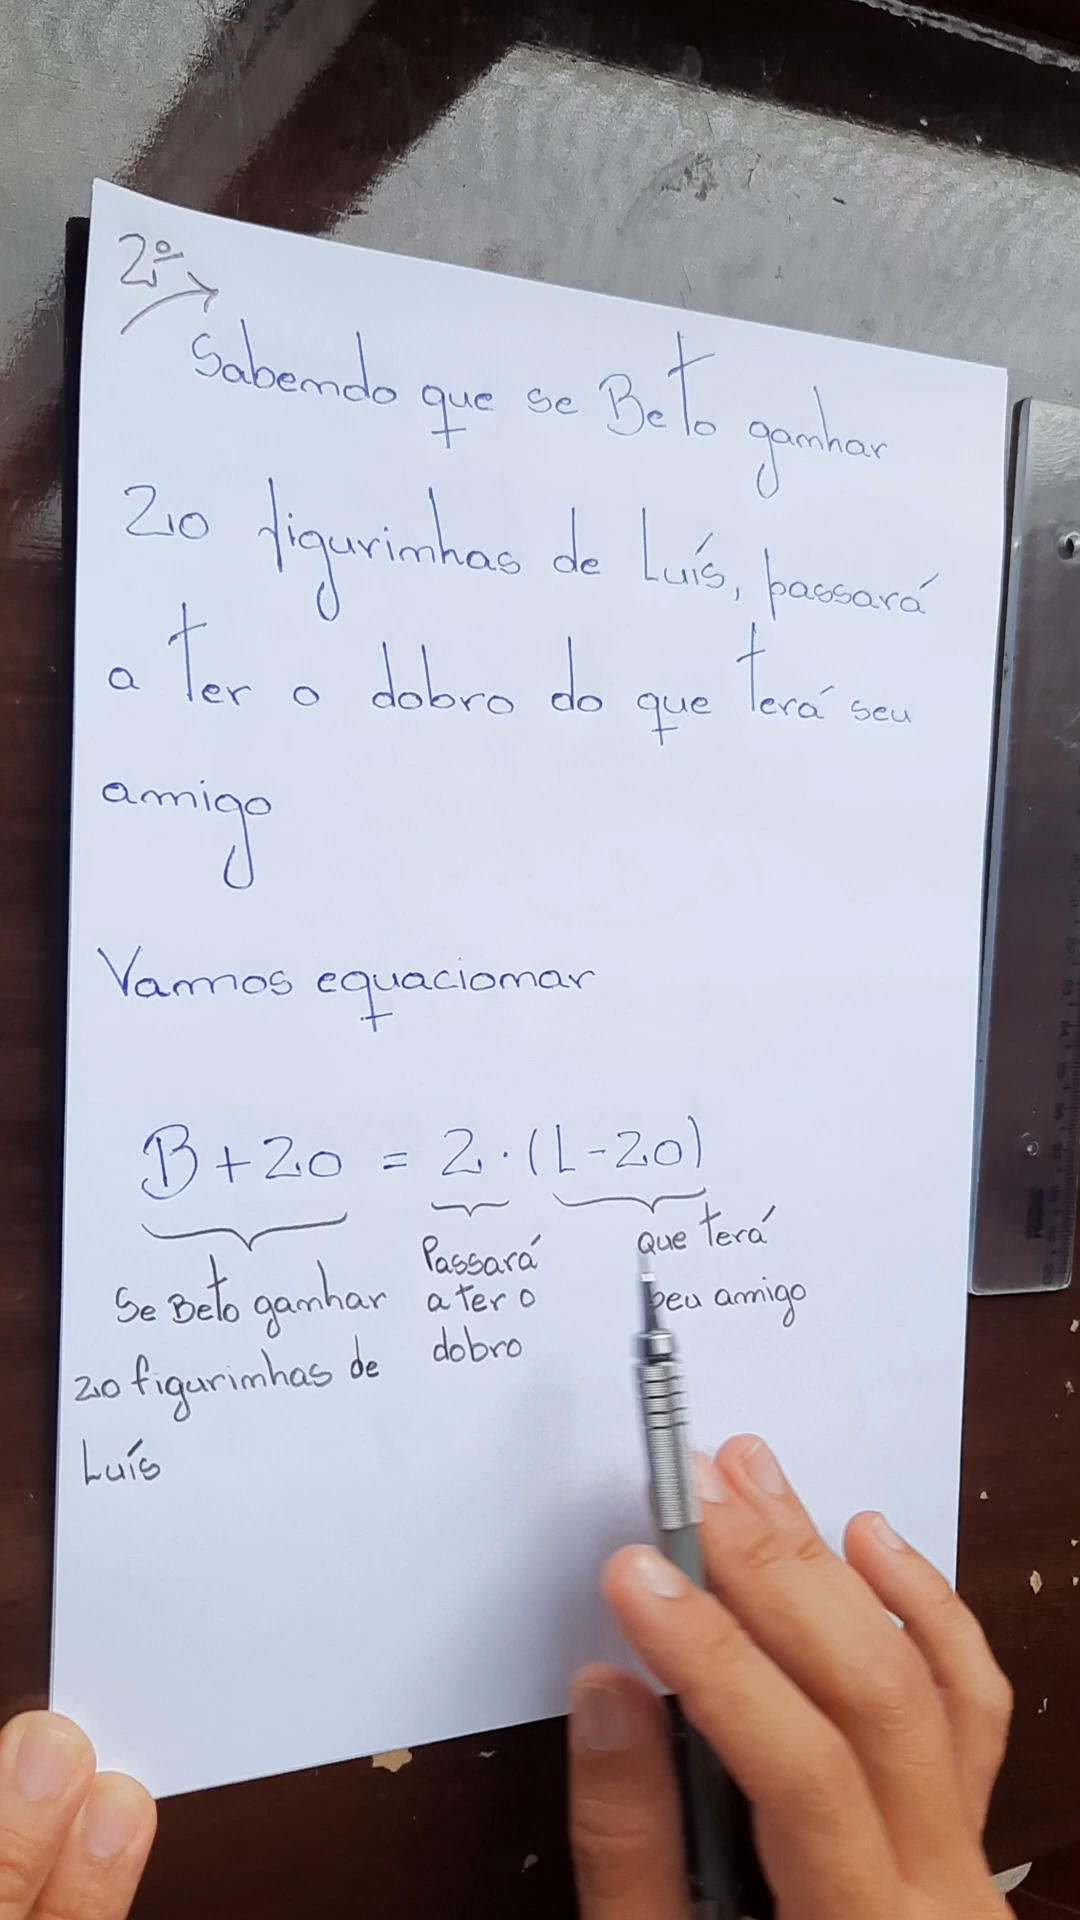 2º
Sabendo que se Beto ganhar
20 figurinhas de Luís, passará
a ter o dobro do que terá seu
amigo
Vamos equacionar
B + 20 = 2 . (L - 20)
Se Beto ganhar
20 figurinhas de
Luís
Passará
a ter o
dobro
que terá
seu amigo